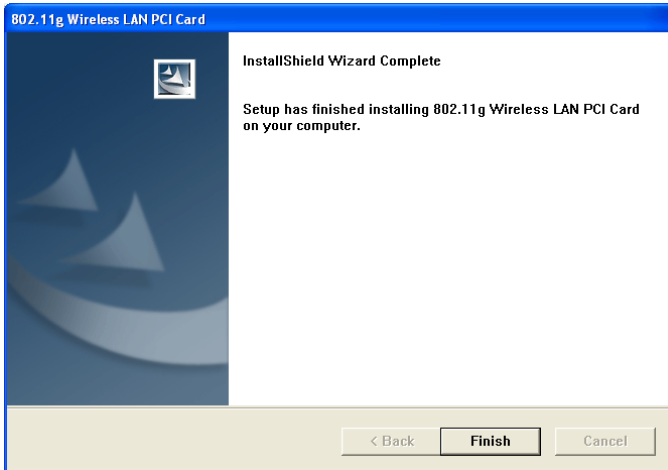 802.11g Wireless LAN PCI Card
InstallShield Wizard Complete
Setup has finished installing 802.11g Wireless LAN PCI Card
on your computer.
< Back
Finish
Cancel